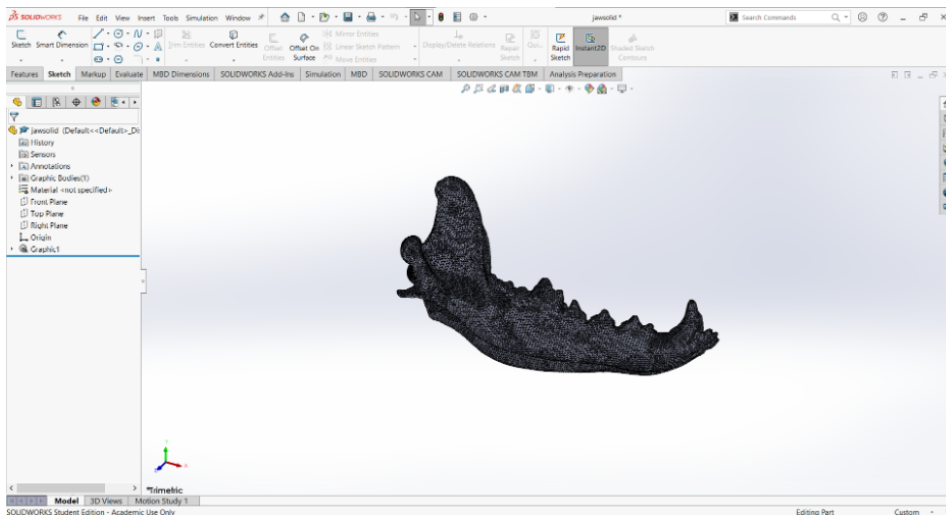 SOLIDWORKS File Edit View Insert Tools Simulation Window jawsolid * Search Commands
Sketch Smart Dimension Trim Entities Convert Entities Offset Entities Offset On Surface Mirror Entities Linear Sketch Pattern Move Entities Display/Delete Relations Repair Sketch Rapid Sketch Instant2D Shaded Sketch Contours
Features Sketch Markup Evaluate MBD Dimensions SOLIDWORKS Add-Ins Simulation MBD SOLIDWORKS CAM SOLIDWORKS CAM TBM Analysis Preparation
jawsolid (Default<<Default>_Di
History
Sensors
Annotations
Graphic Bodies(1)
Material <not specified>
Front Plane
Top Plane
Right Plane
Origin
Graphic1
*Trimetric
Model 3D Views Motion Study 1
SOLIDWORKS Student Edition - Academic Use Only Editing Part Custom